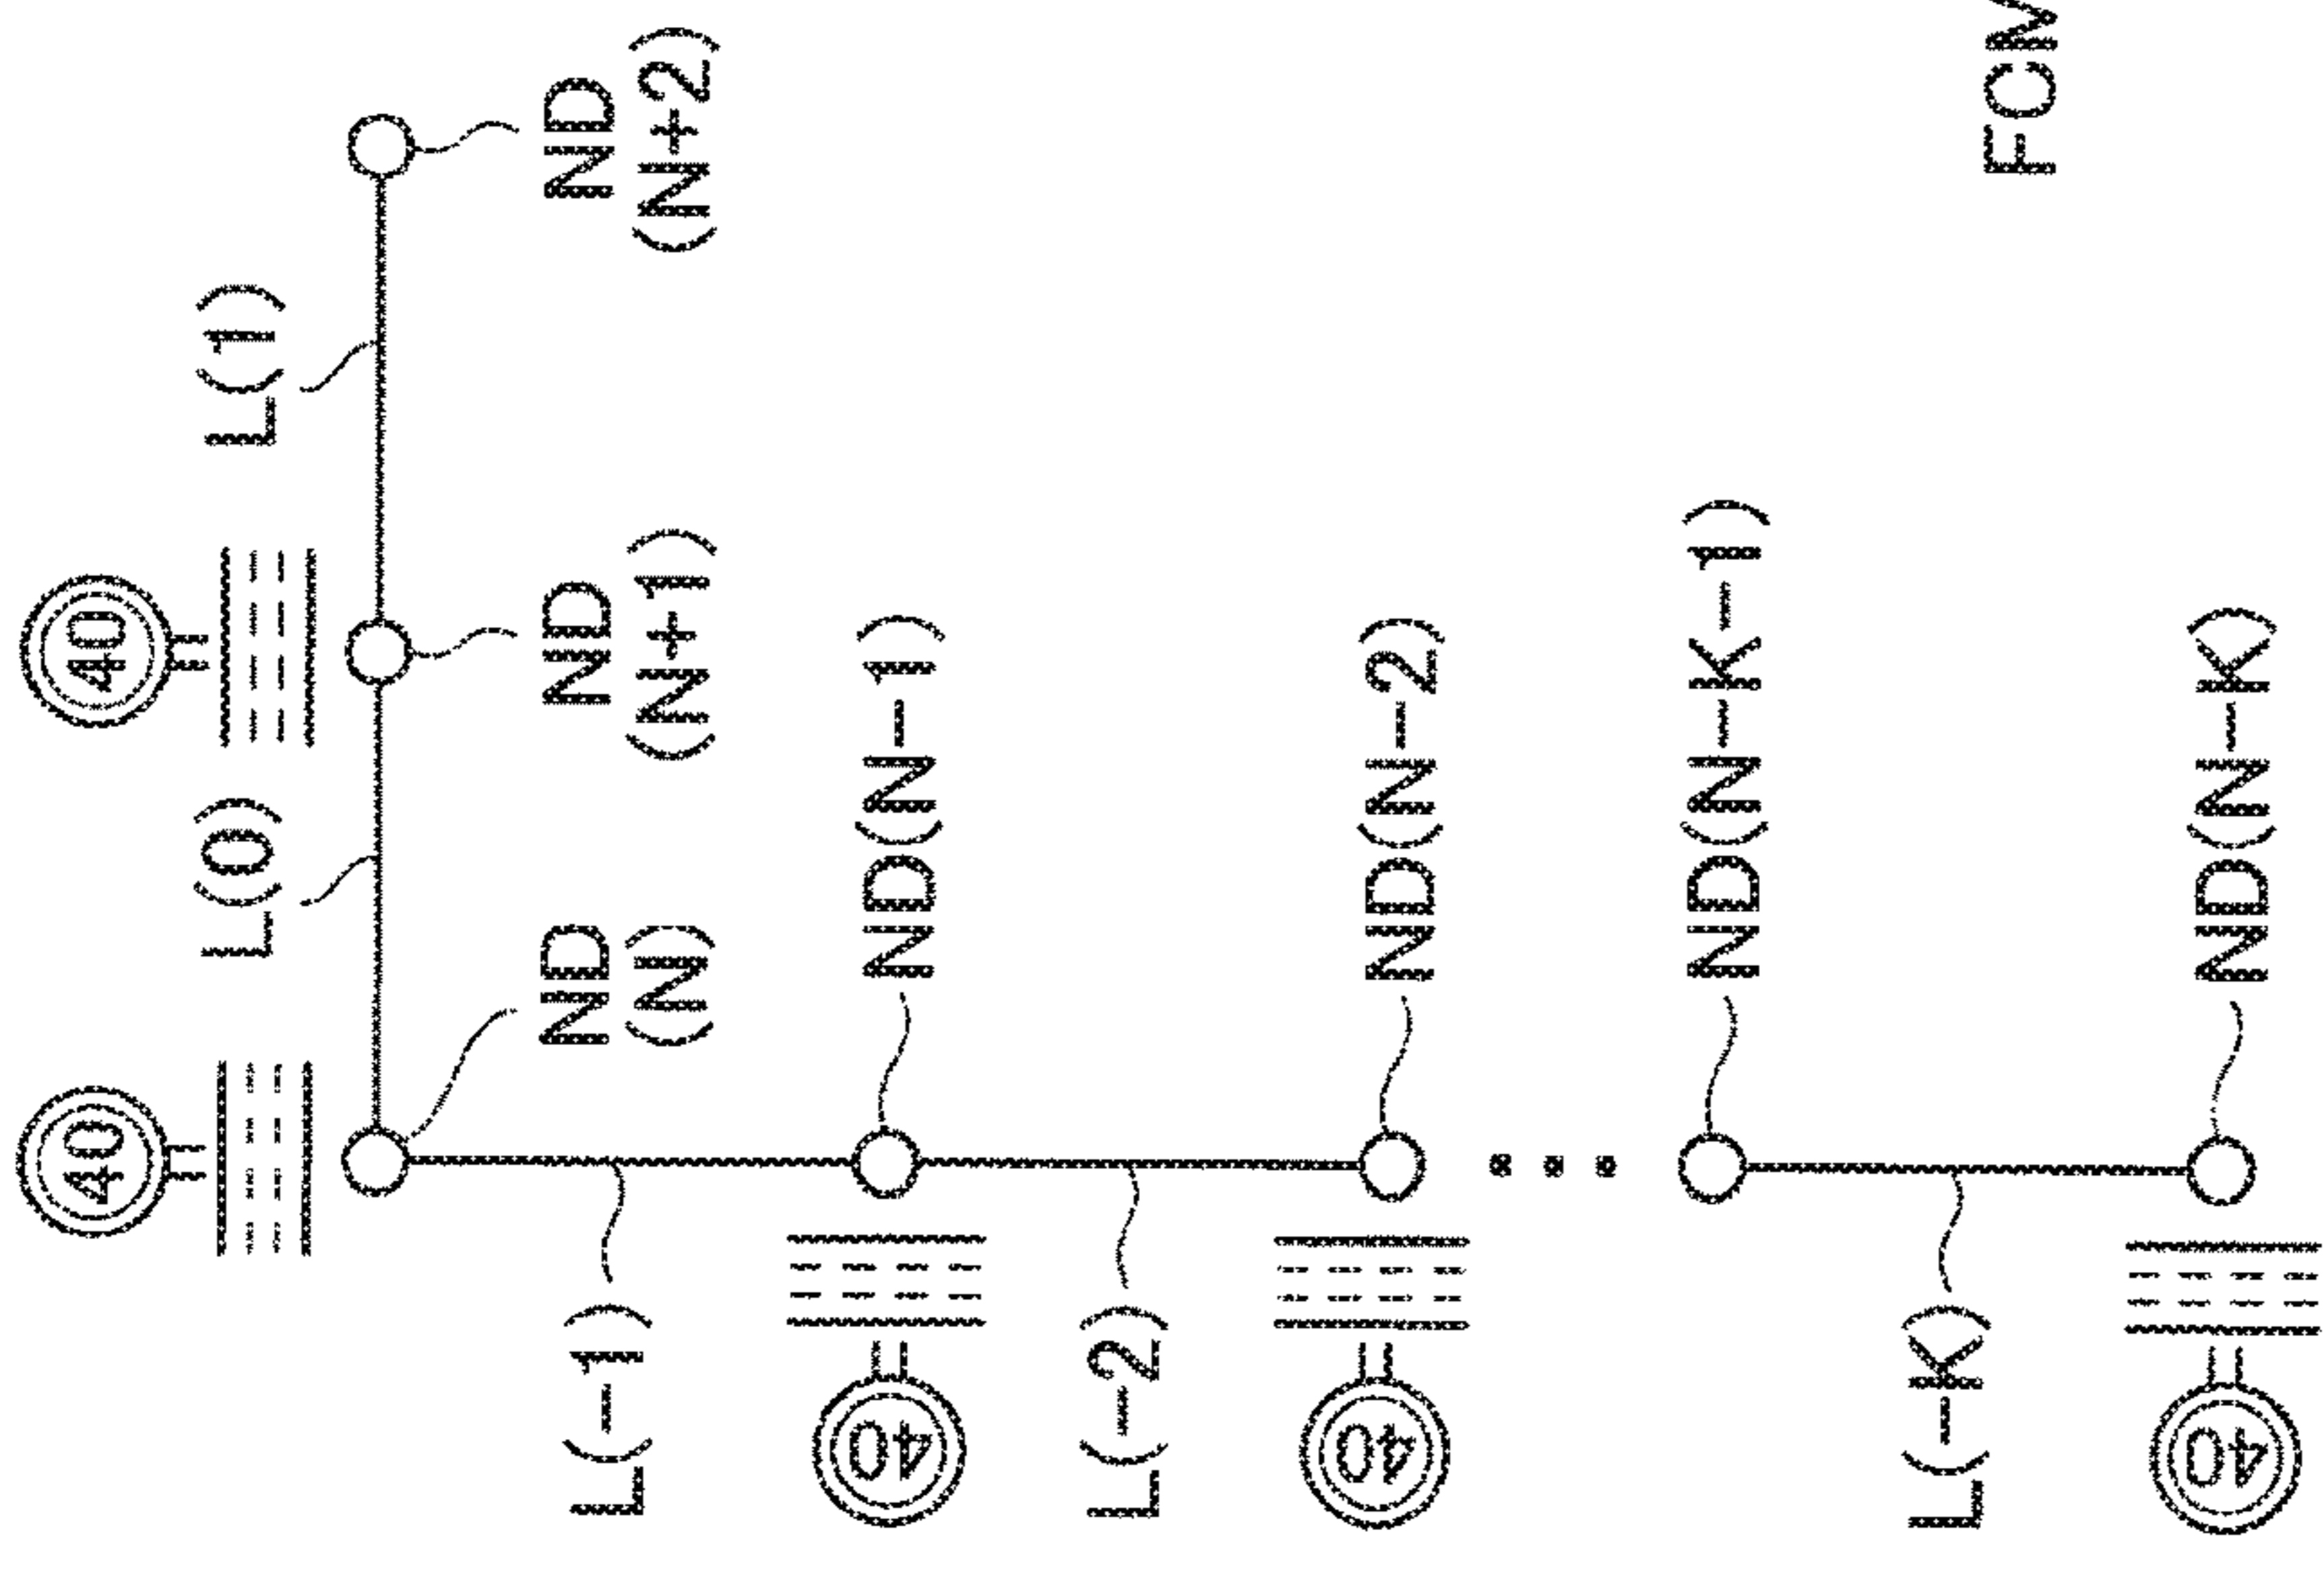 40
40
L(0)
L(1)
ND
(N)
ND
(N+1)
ND
(N+2)
L(-1)
ND(N-1)
40
L(-2)
ND(N-2)
40
ND(N-K-1)
L(-K)
ND(N-K)
40